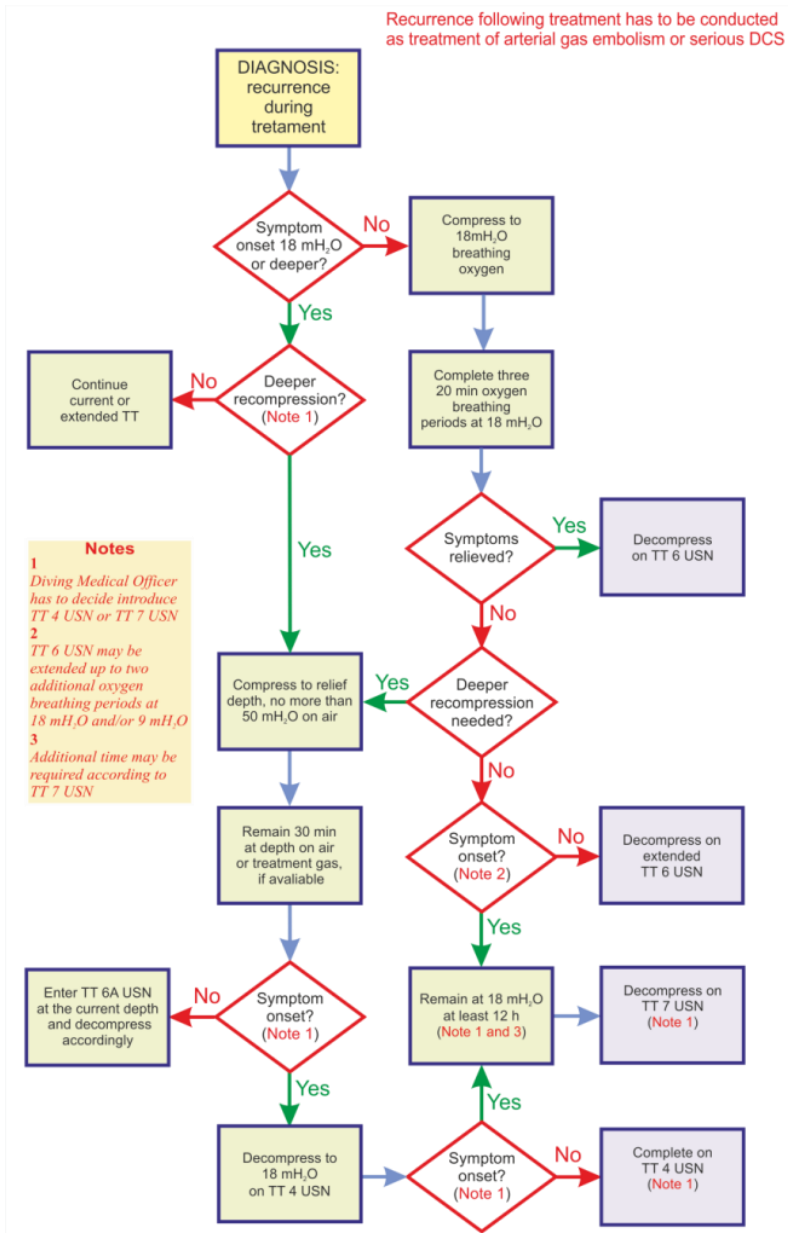 Recurrence following treatment has to be conducted
as treatment of arterial gas embolism or serious DCS
DIAGNOSIS:
recurrence
during
tretament
Symptom
onset 18 mH₂O
or deeper?
No
Compress to
18mH₂O
breathing
oxygen
Yes
Continue
current or
extended TT
No
Deeper
recompression?
(Note 1)
Complete three
20 min oxygen
breathing
periods at 18 mH₂O
Yes
Symptoms
relieved?
Yes
Decompress
on TT 6 USN
No
Notes
1
Diving Medical Officer
has to decide introduce
TT 4 USN or TT 7 USN
2
TT 6 USN may be
extended up to two
additional oxygen
breathing periods at
18 mH₂O and/or 9 mH₂O
3
Additional time may be
required according to
TT 7 USN
Compress to relief
depth, no more than
50 mH₂O on air
Yes
Deeper
recompression
needed?
No
Remain 30 min
at depth on air
or treatment gas,
if avaliable
Symptom
onset?
(Note 2)
No
Decompress on
extended
TT 6 USN
Yes
Enter TT 6A USN
at the current depth
and decompress
accordingly
No
Symptom
onset?
(Note 1)
Remain at 18 mH₂O
at least 12 h
(Note 1 and 3)
Decompress on
TT 7 USN
(Note 1)
Yes
Yes
Decompress to
18 mH₂O
on TT 4 USN
Symptom
onset?
(Note 1)
No
Complete on
TT 4 USN
(Note 1)